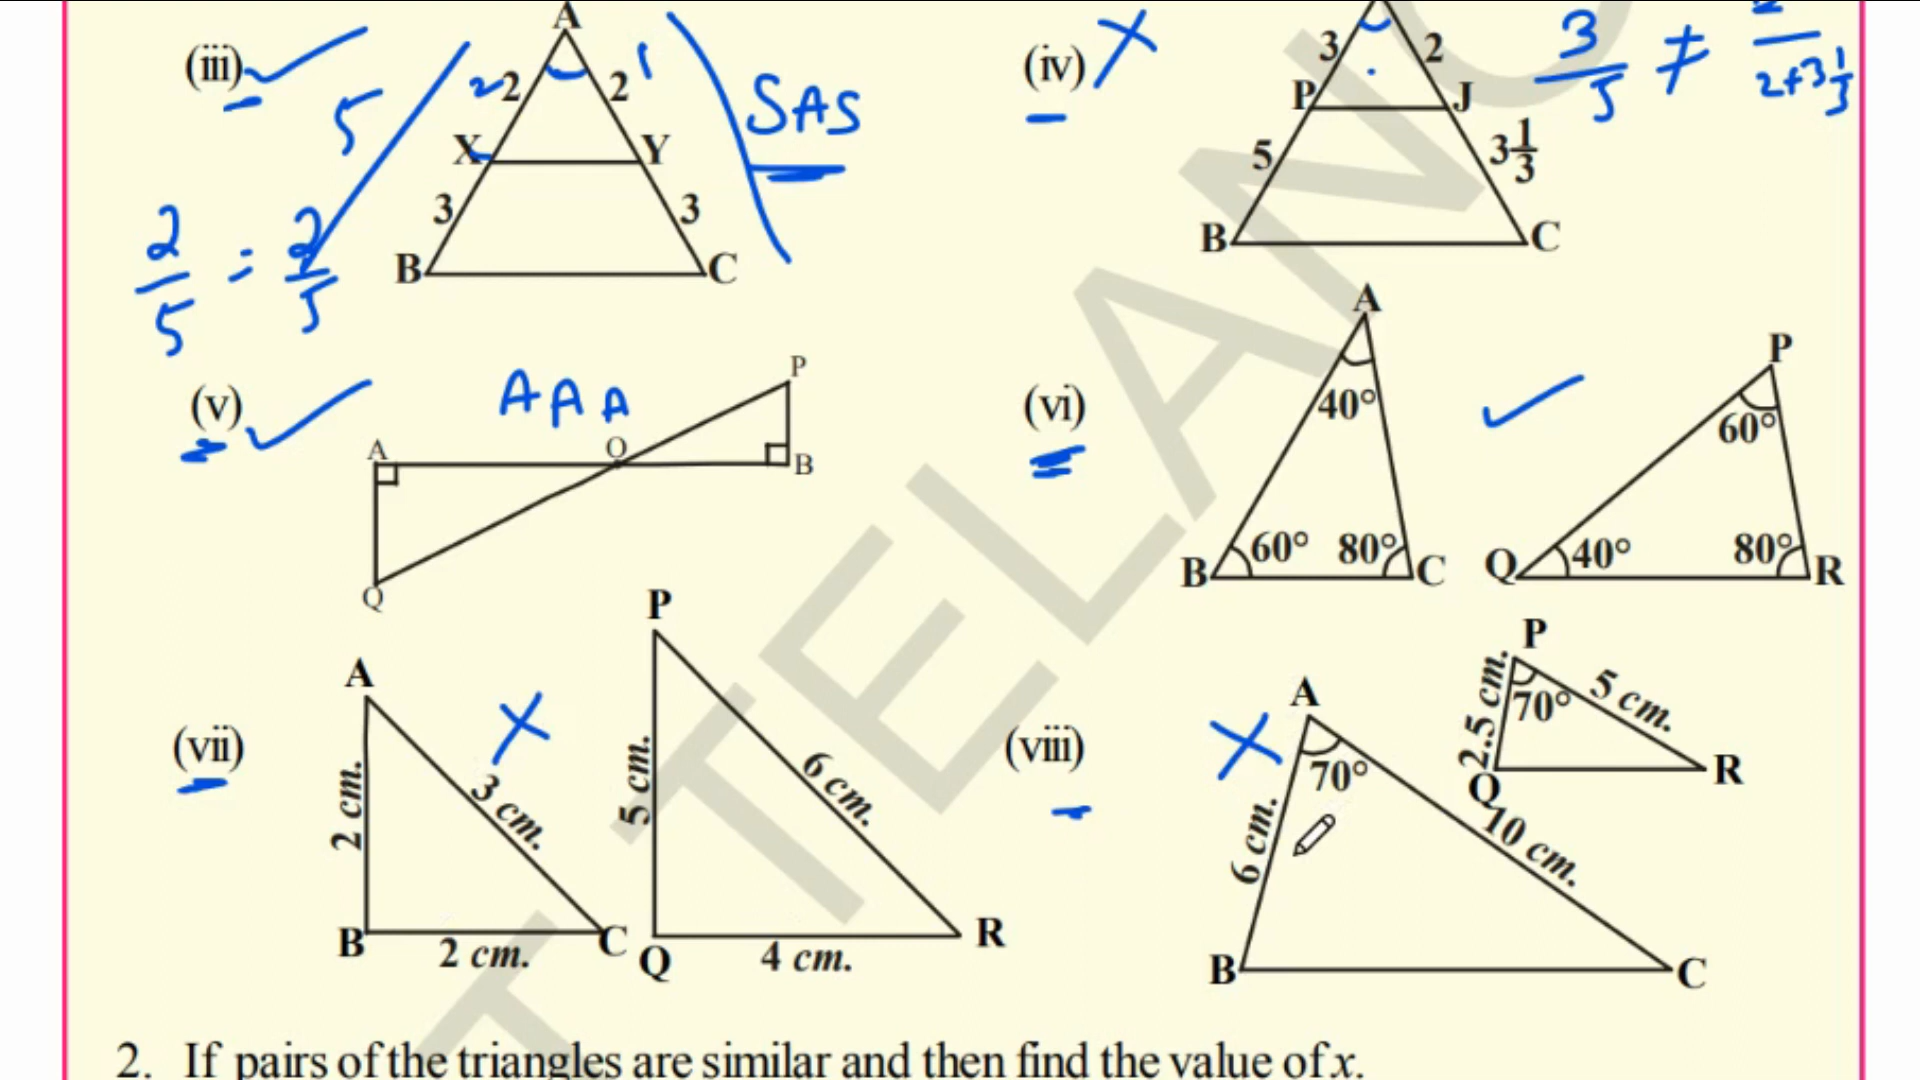 (iii)
A
2 2
2 1
5
X Y
3 3
B C
SAS
2/5 = 2/5
(iv)
3 2
P J
5 3 1/3
B C
3/5 ≠ 2/(2+3 1/3)
(v)
AAA
P
A O B
Q
(vi)
A
40°
60° 80°
B C
P
60°
40° 80°
Q R
(vii)
A
2 cm. 3 cm.
B 2 cm. C
P
5 cm. 6 cm.
Q 4 cm. R
(viii)
A
70°
6 cm. 10 cm.
B C
P
2.5 cm. 70° 5 cm.
Q R
2. If pairs of the triangles are similar and then find the value of x.